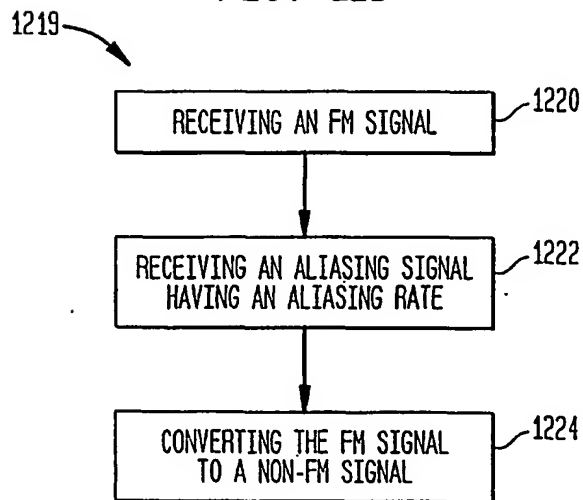 1219
RECEIVING AN FM SIGNAL
1220
RECEIVING AN ALIASING SIGNAL
HAVING AN ALIASING RATE
1222
CONVERTING THE FM SIGNAL
TO A NON-FM SIGNAL
1224